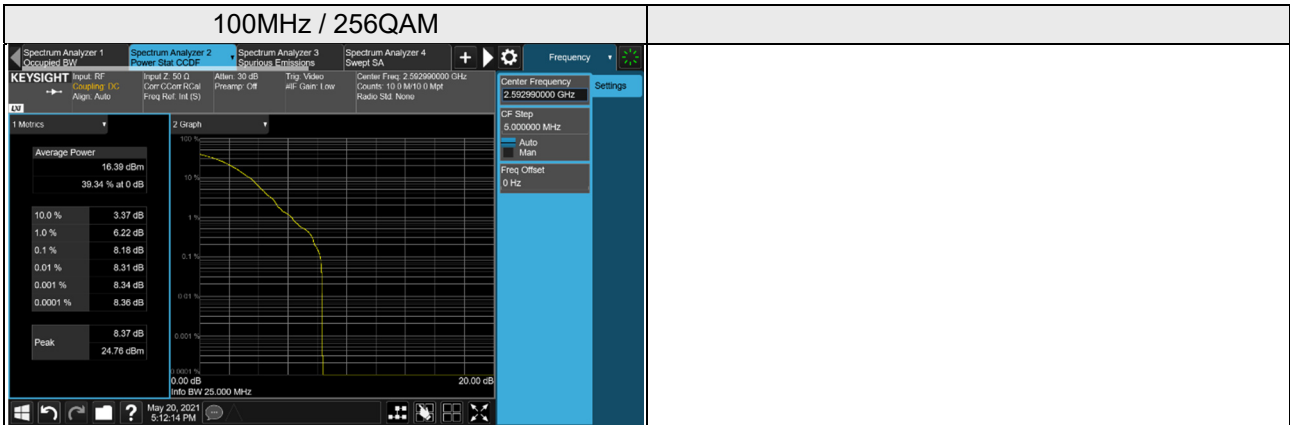 100MHz / 256QAM
Spectrum Analyzer 1
Occupied BW
Spectrum Analyzer 2
Power Stat CCDF
Spectrum Analyzer 3
Spurious Emissions
Spectrum Analyzer 4
Swept SA
Frequency
KEYSIGHT
Input: RF
Coupling: DC
Align: Auto
Input Z: 50 Ω
Corr CCorr RCal
Freq Ref: Int (S)
Atten: 30 dB
Preamp: Off
Trig: Video
#IF Gain: Low
Center Freq: 2.592990000 GHz
Counts: 10.0 M/10.0 Mpt
Radio Std: None
LXI
Center Frequency
2.592990000 GHz
Settings
CF Step
5.000000 MHz
Auto
Man
Freq Offset
0 Hz
1 Metrics
2 Graph
Average Power
16.39 dBm
39.34 % at 0 dB
10.0 % 3.37 dB
1.0 % 6.22 dB
0.1 % 8.18 dB
0.01 % 8.31 dB
0.001 % 8.34 dB
0.0001 % 8.36 dB
Peak
8.37 dB
24.76 dBm
100 %
10 %
1 %
0.1 %
0.01 %
0.001 %
0.0001 %
0.00 dB
20.00 dB
Info BW 25.000 MHz
?
May 20, 2021
5:12:14 PM